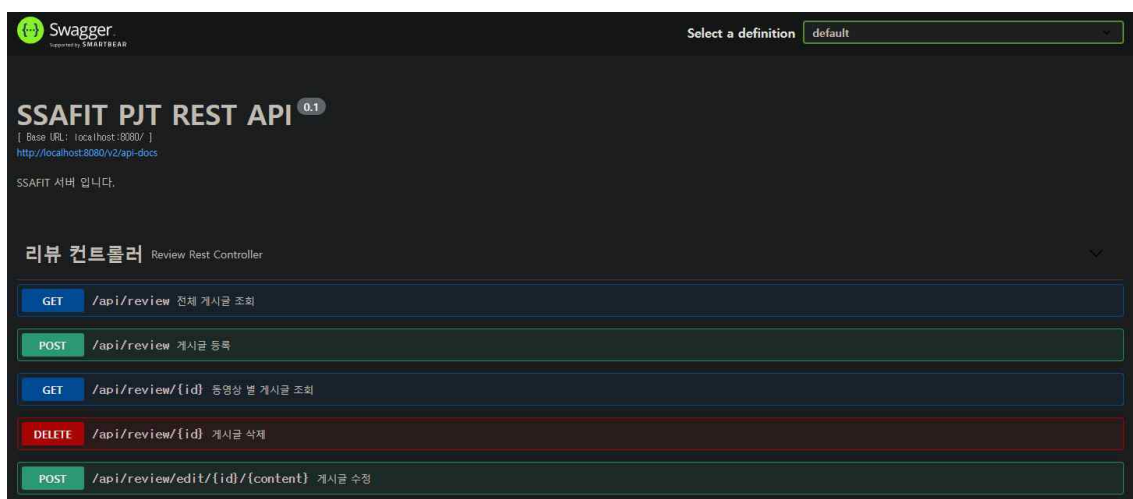 Swagger.
Supported by SMARTBEAR
Select a definition default
SSAFIT PJT REST API 0.1
[ Base URL: localhost:8080/ ]
http://localhost:8080/v2/api-docs
SSAFIT 서버 입니다.
리뷰 컨트롤러 Review Rest Controller
GET /api/review 전체 게시글 조회
POST /api/review 게시글 등록
GET /api/review/{id} 동영상 별 게시글 조회
DELETE /api/review/{id} 게시글 삭제
POST /api/review/edit/{id}/{content} 게시글 수정